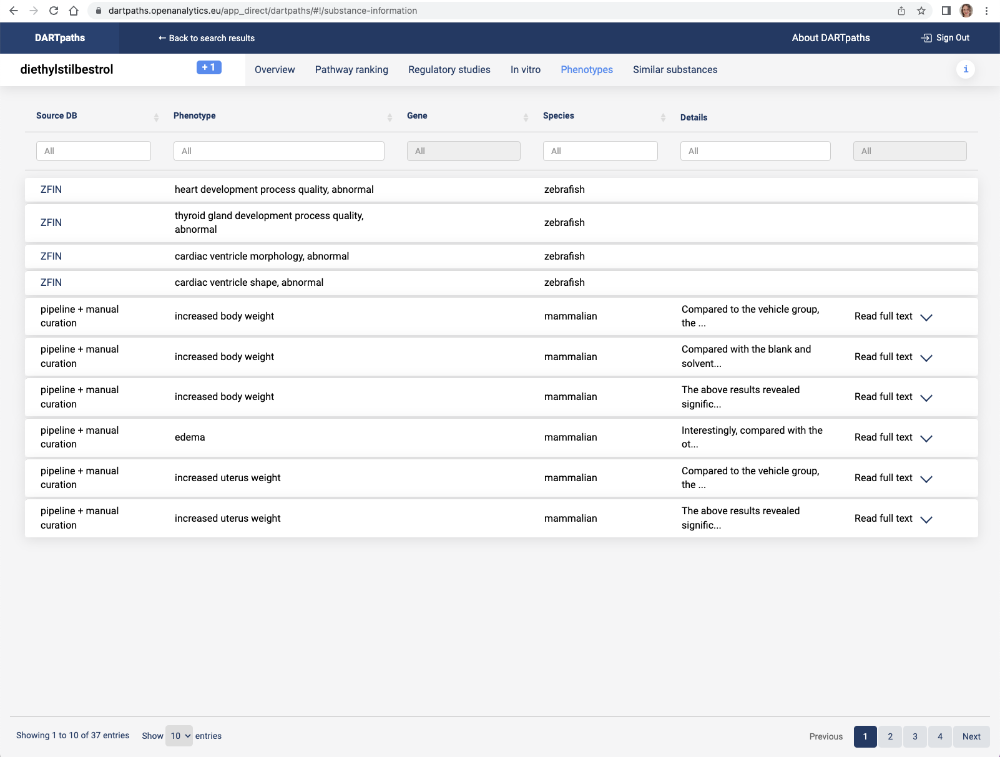 dartpaths.openanalytics.eu/app_direct/dartpaths/#!/substance-information
DARTpaths
← Back to search results
About DARTpaths
Sign Out
diethylstilbestrol
+ 1
Overview
Pathway ranking
Regulatory studies
In vitro
Phenotypes
Similar substances
i
Source DB
Phenotype
Gene
Species
Details
All
All
All
All
All
All
ZFIN
heart development process quality, abnormal
zebrafish
ZFIN
thyroid gland development process quality,
abnormal
zebrafish
ZFIN
cardiac ventricle morphology, abnormal
zebrafish
ZFIN
cardiac ventricle shape, abnormal
zebrafish
pipeline + manual
curation
increased body weight
mammalian
Compared to the vehicle group,
the ...
Read full text
pipeline + manual
curation
increased body weight
mammalian
Compared with the blank and
solvent...
Read full text
pipeline + manual
curation
increased body weight
mammalian
The above results revealed
signific...
Read full text
pipeline + manual
curation
edema
mammalian
Interestingly, compared with the
ot...
Read full text
pipeline + manual
curation
increased uterus weight
mammalian
Compared to the vehicle group,
the ...
Read full text
pipeline + manual
curation
increased uterus weight
mammalian
The above results revealed
signific...
Read full text
Showing 1 to 10 of 37 entries
Show 10 entries
Previous
1
2
3
4
Next